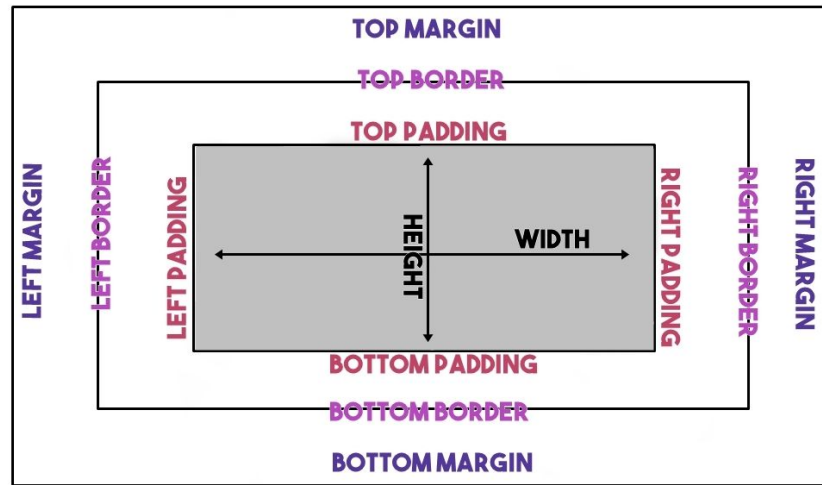 TOP MARGIN
TOP BORDER
TOP PADDING
LEFT MARGIN
LEFT BORDER
LEFT PADDING
HEIGHT
WIDTH
RIGHT PADDING
RIGHT BORDER
RIGHT MARGIN
BOTTOM PADDING
BOTTOM BORDER
BOTTOM MARGIN